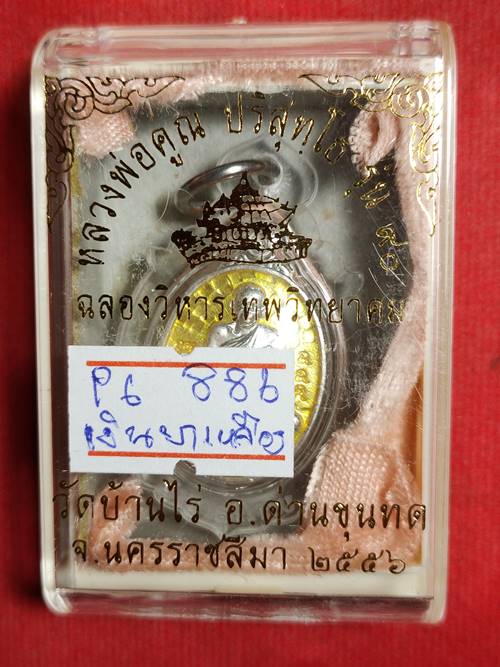 หลวงพ่อคูณ ปริสุทฺโธ รุ่น ๙๐
ฉลองวิหารเทพวิทยาคม
P6 886
เงินยาเหลือง
วัดบ้านไร่ อ.ด่านขุนทด
จ.นครราชสีมา ๒๕๕๖